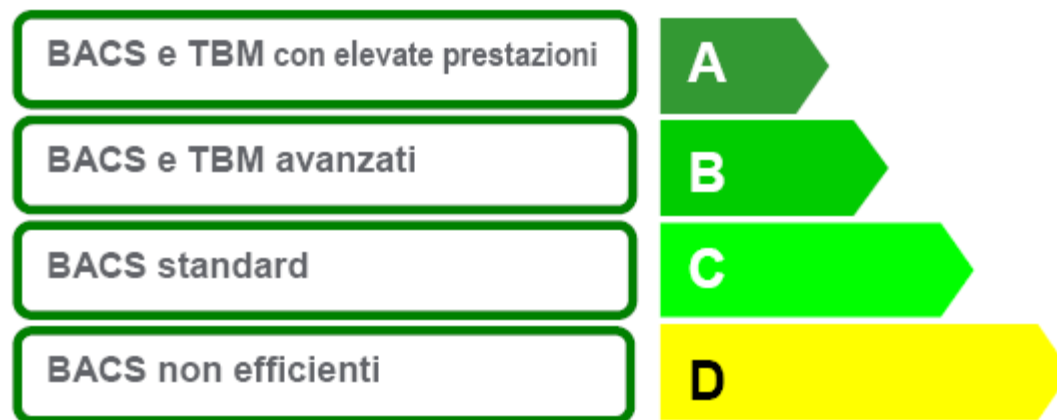 BACS e TBM con elevate prestazioni A
BACS e TBM avanzati B
BACS standard C
BACS non efficienti D